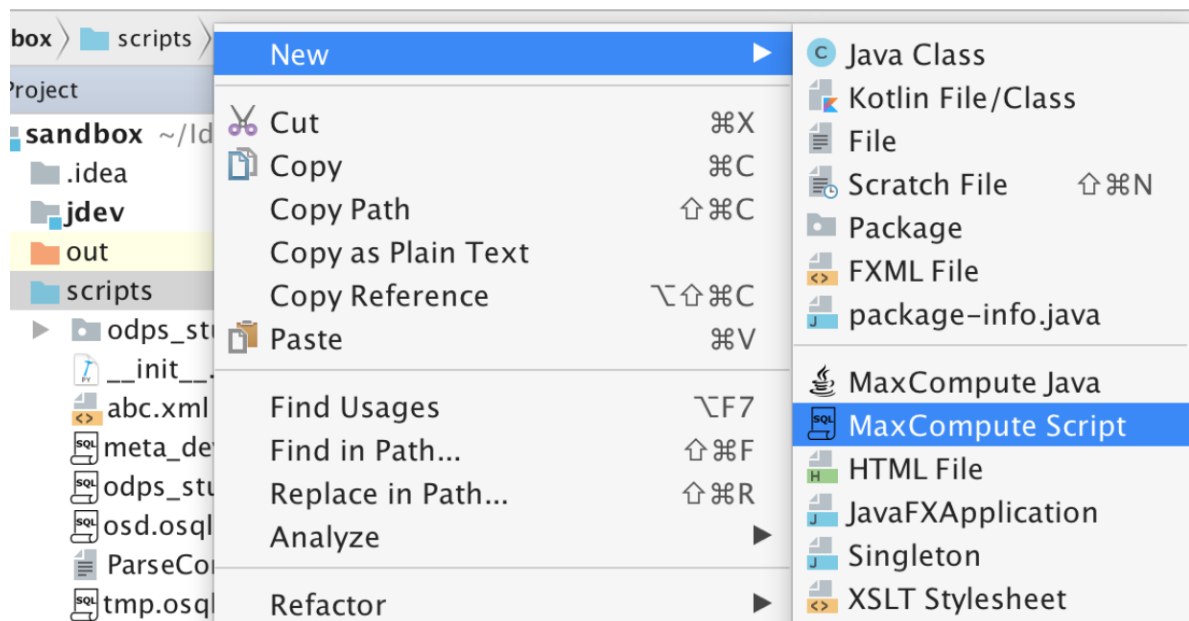 box scripts
Project
sandbox ~/Id
.idea
jdev
out
scripts
odps_stu
__init__.
abc.xml
meta_de
odps_stu
osd.osql
ParseCo
tmp.osql
New
Cut ⌘X
Copy ⌘C
Copy Path ⇧⌘C
Copy as Plain Text
Copy Reference ⌥⇧⌘C
Paste ⌘V
Find Usages ⌥F7
Find in Path... ⇧⌘F
Replace in Path... ⇧⌘R
Analyze
Refactor
Java Class
Kotlin File/Class
File
Scratch File ⇧⌘N
Package
FXML File
package-info.java
MaxCompute Java
MaxCompute Script
HTML File
JavaFXApplication
Singleton
XSLT Stylesheet